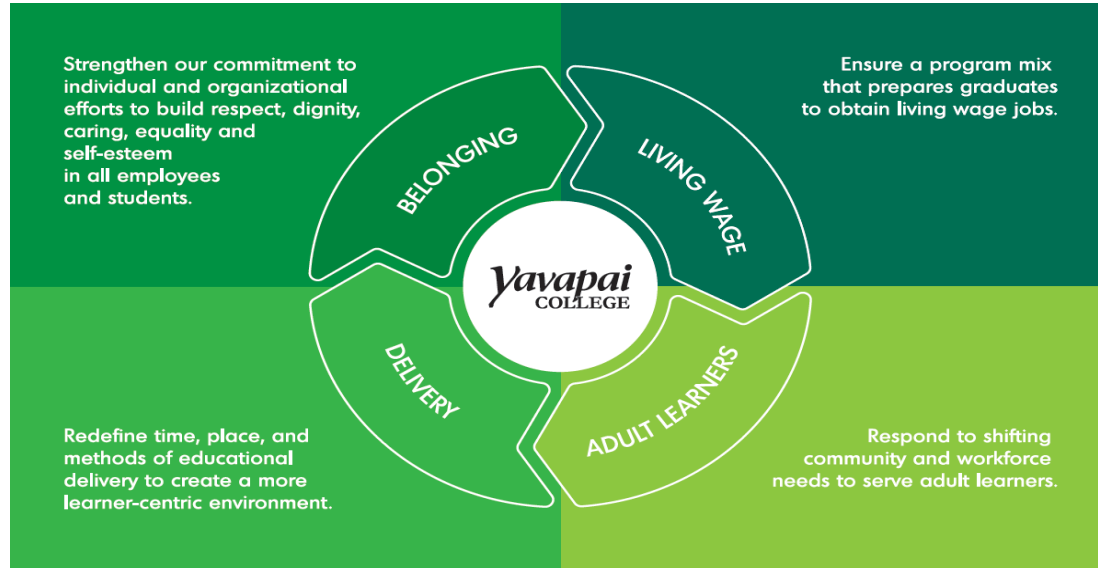 Strengthen our commitment to
individual and organizational
efforts to build respect, dignity,
caring, equality and
self-esteem
in all employees
and students.
BELONGING
LIVING WAGE
Ensure a program mix
that prepares graduates
to obtain living wage jobs.
Yavapai
COLLEGE
DELIVERY
ADULT LEARNERS
Redefine time, place, and
methods of educational
delivery to create a more
learner-centric environment.
Respond to shifting
community and workforce
needs to serve adult learners.